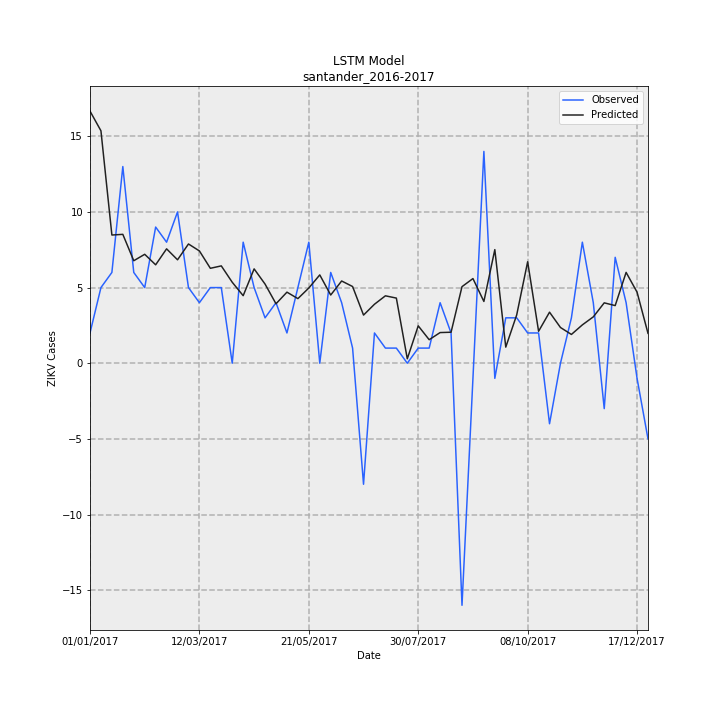 LSTM Model
santander_2016-2017
Observed
Predicted
ZIKV Cases
15
10
5
0
−5
−10
−15
01/01/2017
12/03/2017
21/05/2017
30/07/2017
08/10/2017
17/12/2017
Date